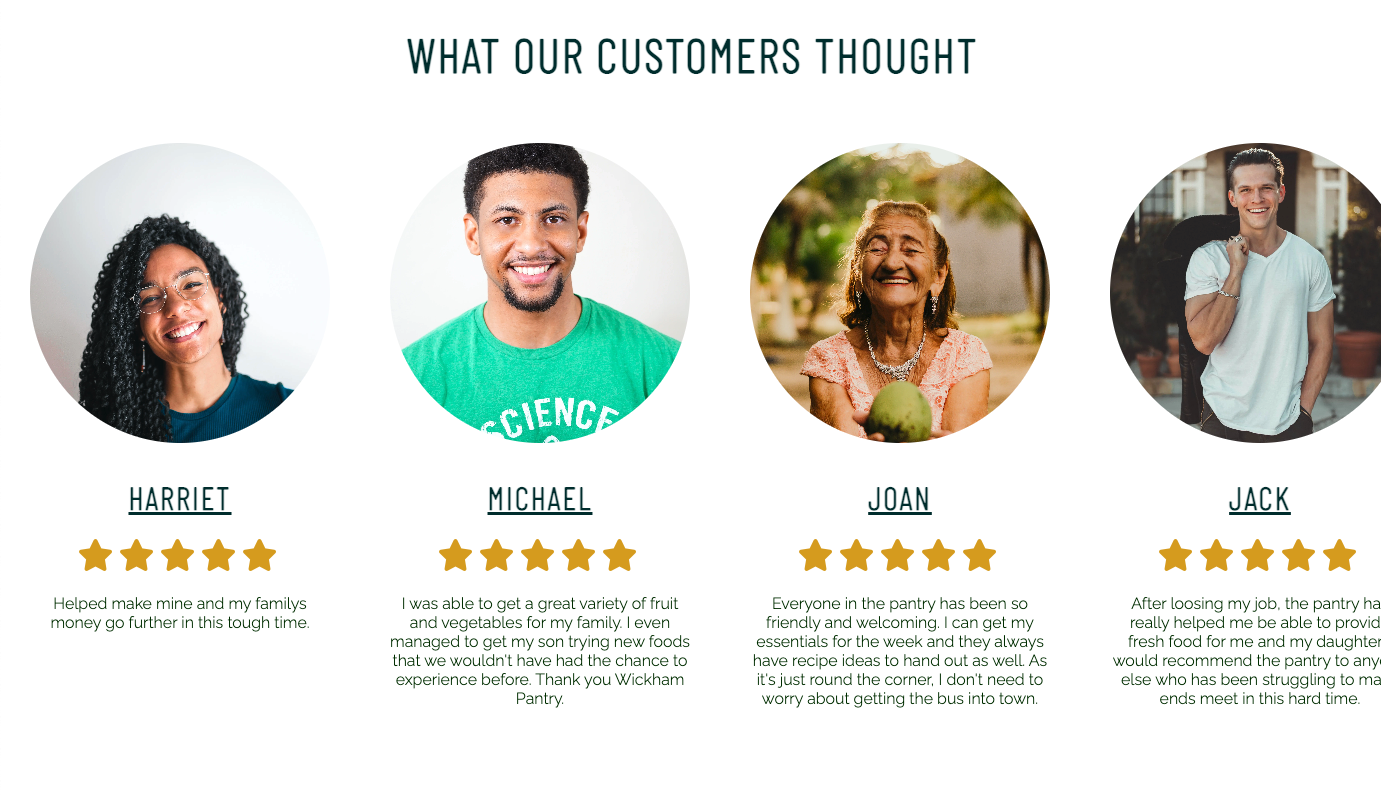 WHAT OUR CUSTOMERS THOUGHT
SCIENCE
HARRIET
Helped make mine and my familys
money go further in this tough time.
MICHAEL
I was able to get a great variety of fruit
and vegetables for my family. I even
managed to get my son trying new foods
that we wouldn't have had the chance to
experience before. Thank you Wickham
Pantry.
JOAN
Everyone in the pantry has been so
friendly and welcoming. I can get my
essentials for the week and they always
have recipe ideas to hand out as well. As
it's just round the corner, I don't need to
worry about getting the bus into town.
JACK
After loosing my job, the pantry ha
really helped me be able to provid
fresh food for me and my daughter
would recommend the pantry to any
else who has been struggling to ma
ends meet in this hard time.